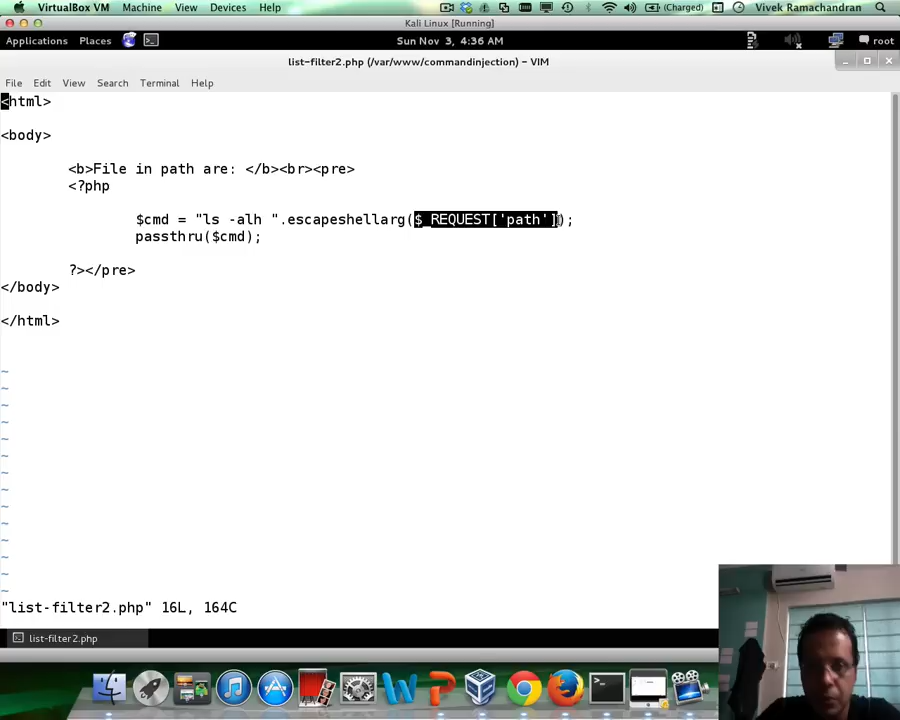 VirtualBox VM Machine View Devices Help (Charged) Vivek Ramachandran
Kali Linux [Running]
Applications Places Sun Nov 3, 4:36 AM root
list-filter2.php (/var/www/commandinjection) - VIM
File Edit View Search Terminal Help
<html>
<body>
<b>File in path are: </b><br><pre>
<?php
$cmd = "ls -alh ".escapeshellarg($_REQUEST['path']);
passthru($cmd);
?></pre>
</body>
</html>
~
~
~
~
~
~
~
~
~
~
~
~
~
~
"list-filter2.php" 16L, 164C
list-filter2.php